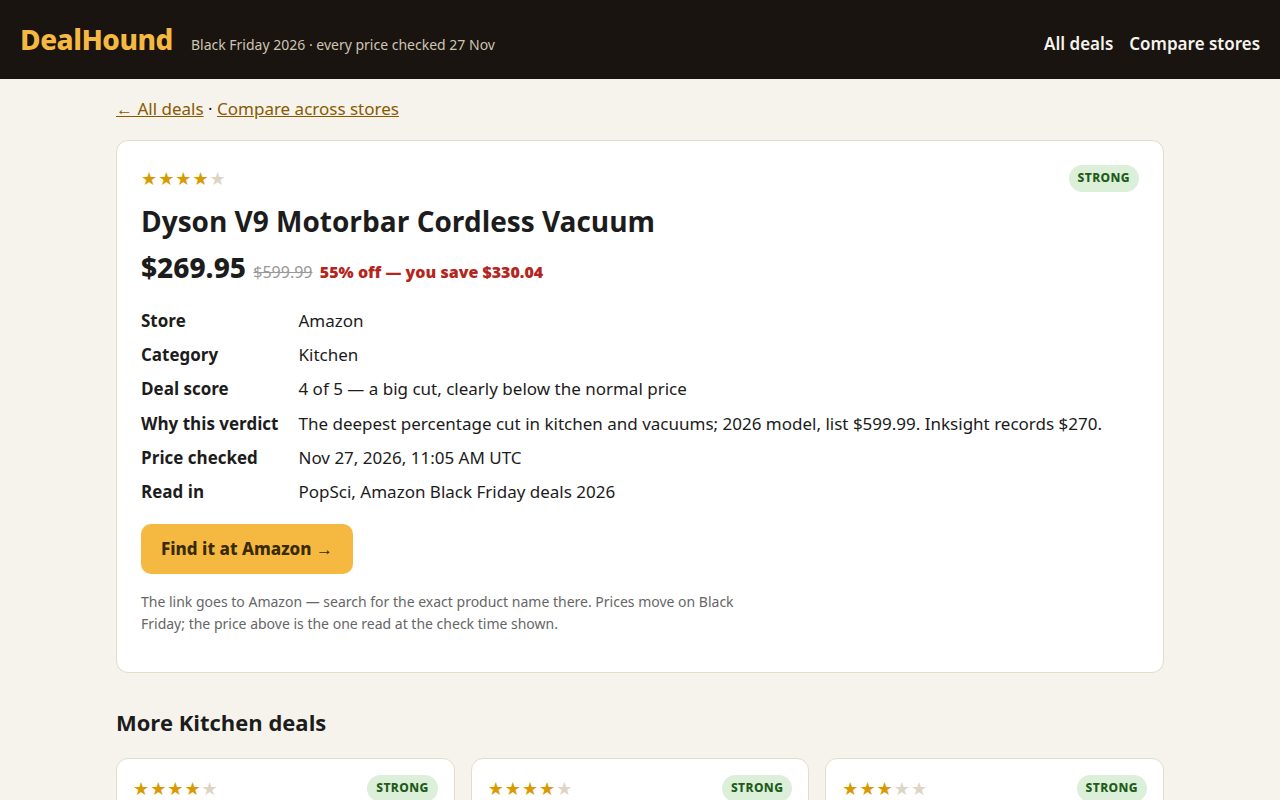 DealHound Black Friday 2026 · every price checked 27 Nov All deals Compare stores
← All deals · Compare across stores
★★★★★ STRONG
Dyson V9 Motorbar Cordless Vacuum
$269.95 $599.99 55% off — you save $330.04
Store Amazon
Category Kitchen
Deal score 4 of 5 — a big cut, clearly below the normal price
Why this verdict The deepest percentage cut in kitchen and vacuums; 2026 model, list $599.99. Inksight records $270.
Price checked Nov 27, 2026, 11:05 AM UTC
Read in PopSci, Amazon Black Friday deals 2026
Find it at Amazon →
The link goes to Amazon — search for the exact product name there. Prices move on Black
Friday; the price above is the one read at the check time shown.
More Kitchen deals
★★★★★ STRONG ★★★★★ STRONG ★★★★★ STRONG